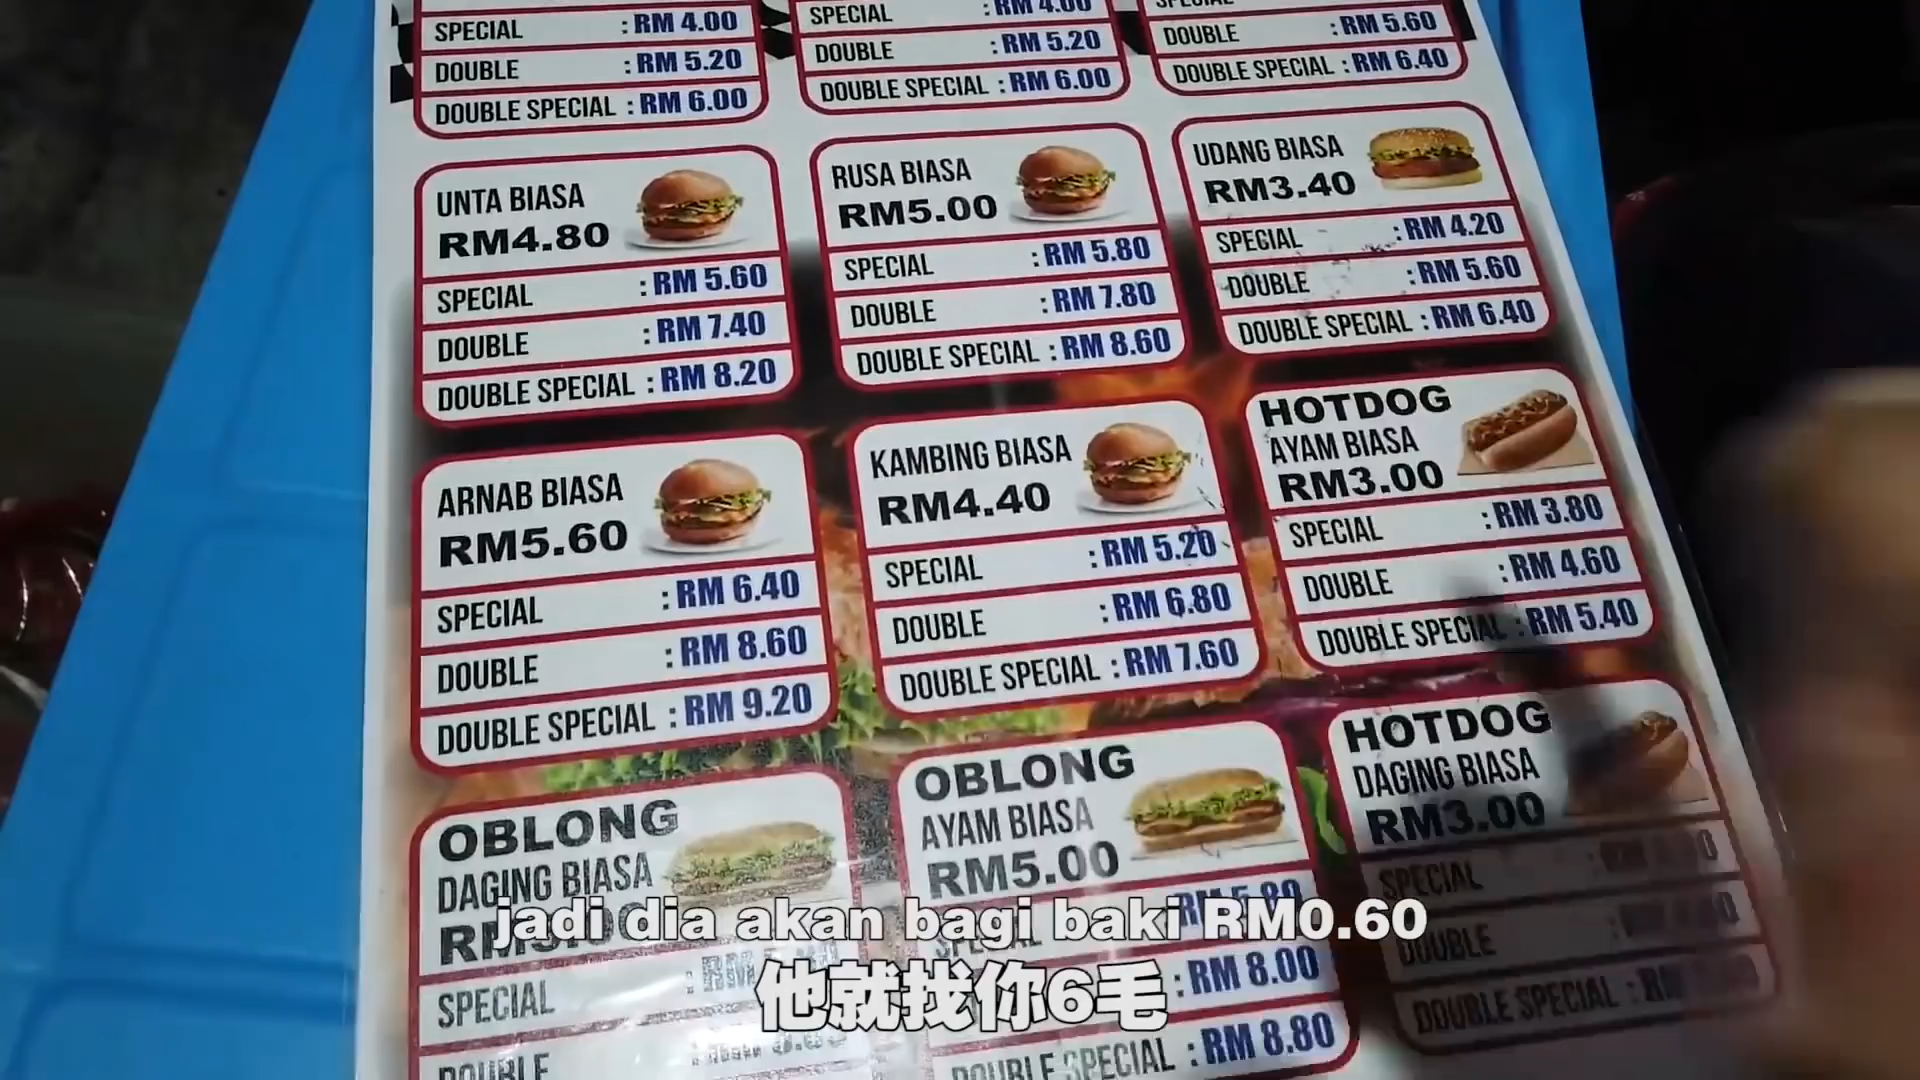 SPECIAL : RM 4.00
DOUBLE : RM 5.20
DOUBLE SPECIAL : RM 6.00
SPECIAL : RM 4.00
DOUBLE : RM 5.20
DOUBLE SPECIAL : RM 6.00
SPECIAL
DOUBLE : RM 5.60
DOUBLE SPECIAL : RM 6.40
UNTA BIASA
RM4.80
SPECIAL : RM 5.60
DOUBLE : RM 7.40
DOUBLE SPECIAL : RM 8.20
RUSA BIASA
RM5.00
SPECIAL : RM 5.80
DOUBLE : RM 7.80
DOUBLE SPECIAL : RM 8.60
UDANG BIASA
RM3.40
SPECIAL : RM 4.20
DOUBLE : RM 5.60
DOUBLE SPECIAL : RM 6.40
ARNAB BIASA
RM5.60
SPECIAL : RM 6.40
DOUBLE : RM 8.60
DOUBLE SPECIAL : RM 9.20
KAMBING BIASA
RM4.40
SPECIAL : RM 5.20
DOUBLE : RM 6.80
DOUBLE SPECIAL : RM 7.60
HOTDOG
AYAM BIASA
RM3.00
SPECIAL : RM 3.80
DOUBLE : RM 4.60
DOUBLE SPECIAL : RM 5.40
OBLONG
DAGING BIASA
SPECIAL
DOUBLE
OBLONG
AYAM BIASA
RM5.00
SPECIAL : RM 5.80
: RM 8.00
DOUBLE SPECIAL : RM 8.80
HOTDOG
DAGING BIASA
RM3.00
SPECIAL
DOUBLE
DOUBLE SPECIAL :
jadi dia akan bagi baki RM0.60
他就找你6毛